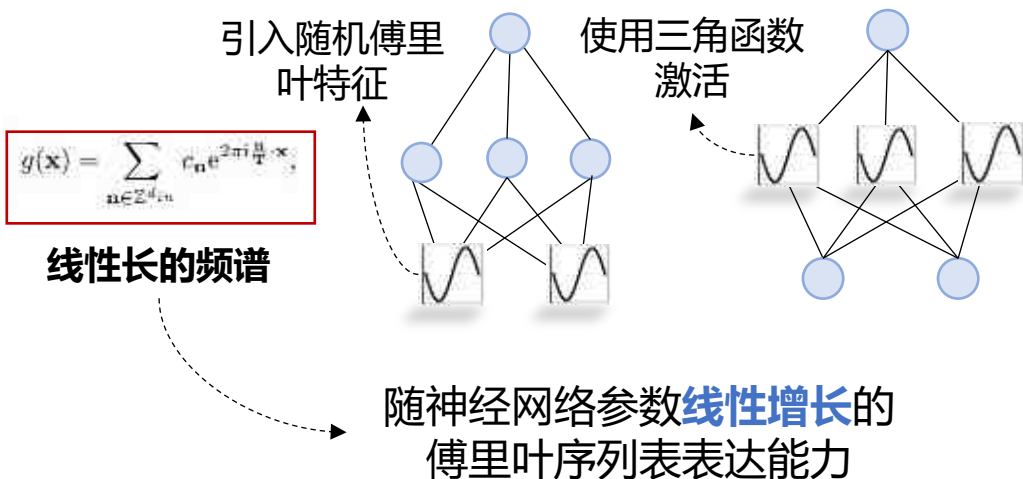 引入随机傅里
叶特征
使用三角函数
激活
g(x) = ∑ c_n e^{2πi n/T · x},
n∈ℤ^{d_in}
线性长的频谱
随神经网络参数线性增长的
傅里叶序列表表达能力